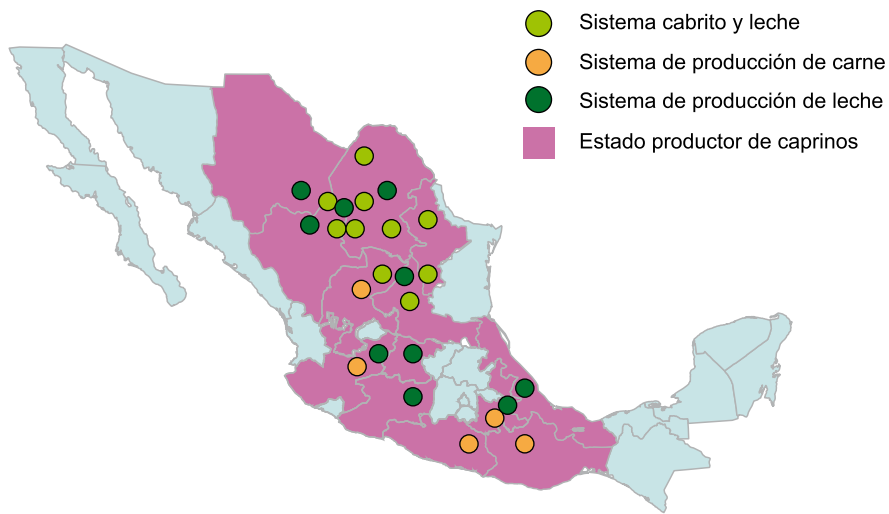 Sistema cabrito y leche
Sistema de producción de carne
Sistema de producción de leche
Estado productor de caprinos